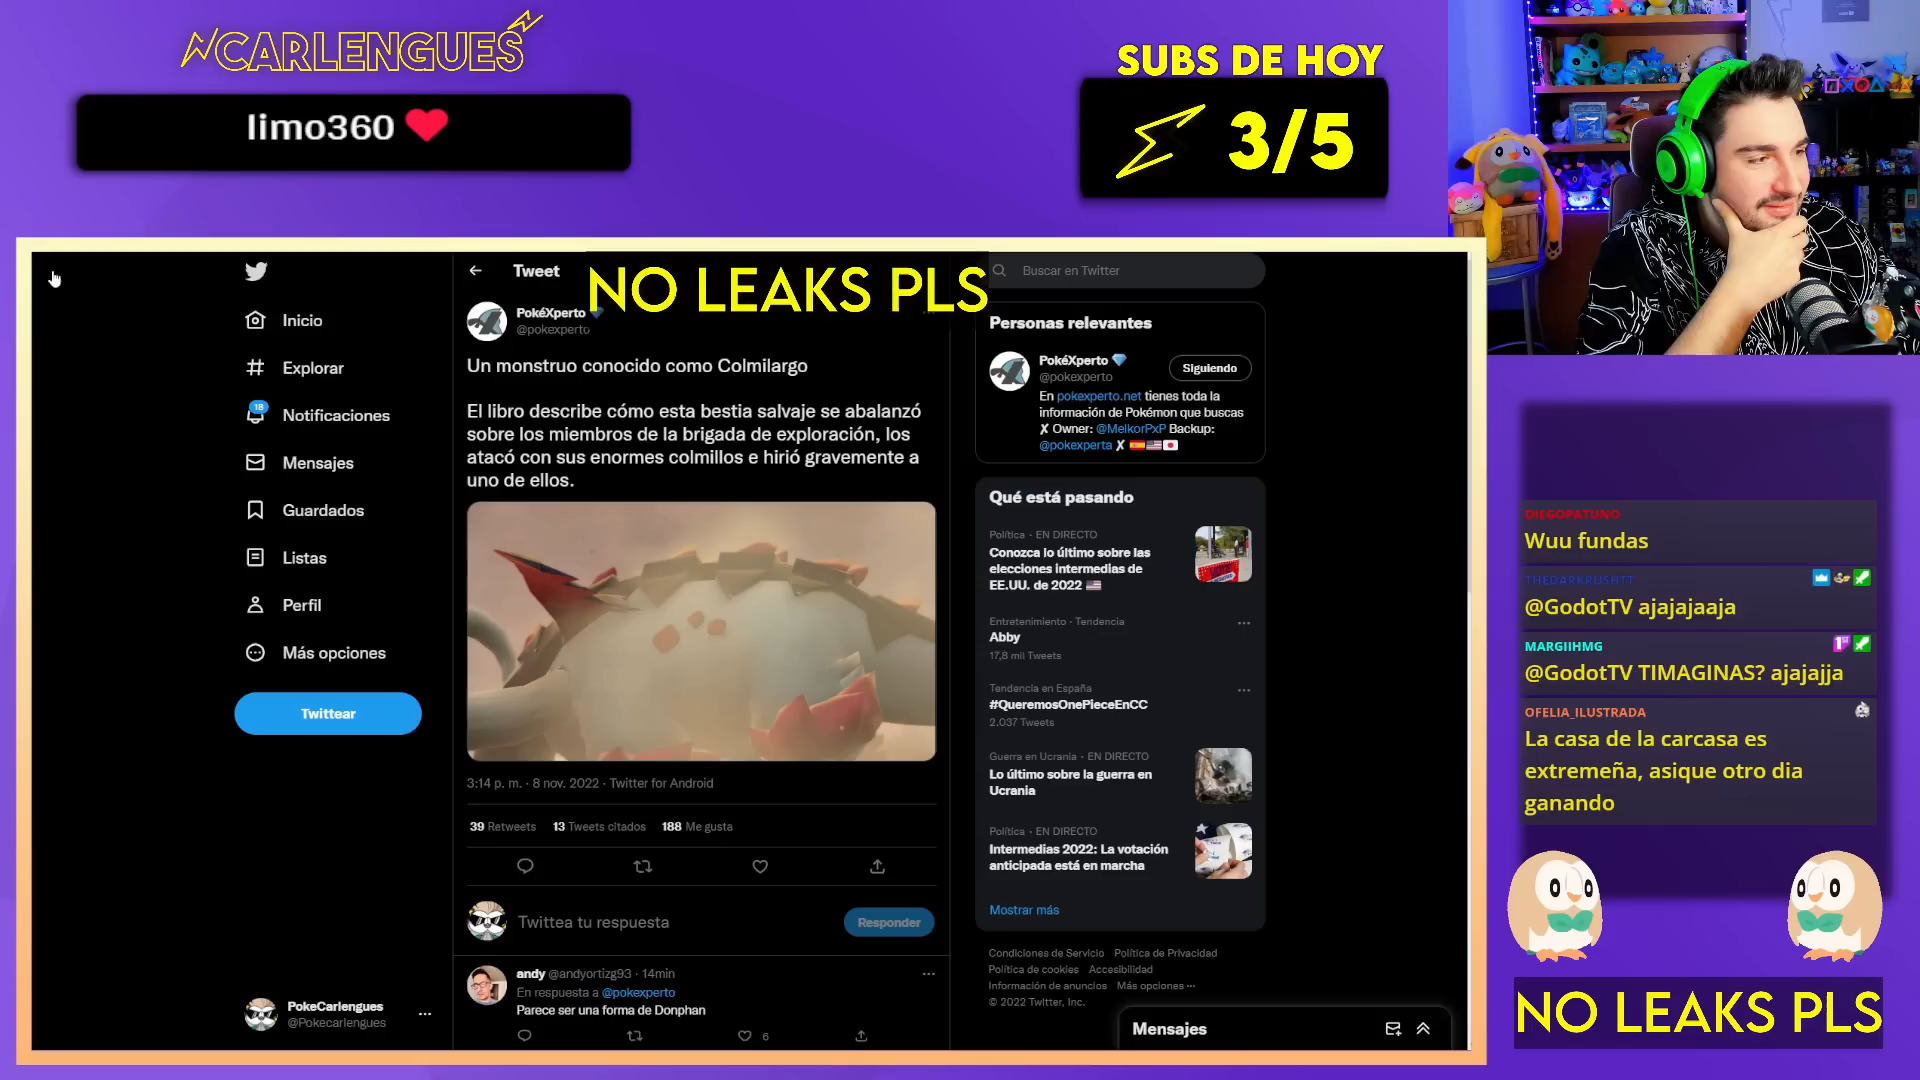 CARLENGUES
limo360
SUBS DE HOY
3/5
NO LEAKS PLS
Tweet
Buscar en Twitter
Inicio
Explorar
18
Notificaciones
Mensajes
Guardados
Listas
Perfil
Más opciones
Twittear
PokeCarlengues
@Pokecarlengues
PokéXperto
@pokexperto
Un monstruo conocido como Colmilargo
El libro describe cómo esta bestia salvaje se abalanzó
sobre los miembros de la brigada de exploración, los
atacó con sus enormes colmillos e hirió gravemente a
uno de ellos.
3:14 p. m. · 8 nov. 2022 · Twitter for Android
39 Retweets 13 Tweets citados 188 Me gusta
Twittea tu respuesta
Responder
andy @andyortizg93 · 14min
En respuesta a @pokexperto
Parece ser una forma de Donphan
6
Personas relevantes
PokéXperto
@pokexperto
Siguiendo
En pokexperto.net tienes toda la
información de Pokémon que buscas
✗ Owner: @MelkorPxP Backup:
@pokexperta ✗
Qué está pasando
Política · EN DIRECTO
Conozca lo último sobre las
elecciones intermedias de
EE.UU. de 2022
Entretenimiento · Tendencia
Abby
17,8 mil Tweets
Tendencia en España
#QueremosOnePieceEnCC
2.037 Tweets
Guerra en Ucrania · EN DIRECTO
Lo último sobre la guerra en
Ucrania
Política · EN DIRECTO
Intermedias 2022: La votación
anticipada está en marcha
Mostrar más
Condiciones de Servicio Política de Privacidad
Política de cookies Accesibilidad
Información de anuncios Más opciones ···
© 2022 Twitter, Inc.
Mensajes
DIEGOPATUNO
Wuu fundas
THEDARKRUSHTT
@GodotTV ajajajaaja
MARGIIHMG
@GodotTV TIMAGINAS? ajajajja
OFELIA_ILUSTRADA
La casa de la carcasa es
extremeña, asique otro dia
ganando
NO LEAKS PLS